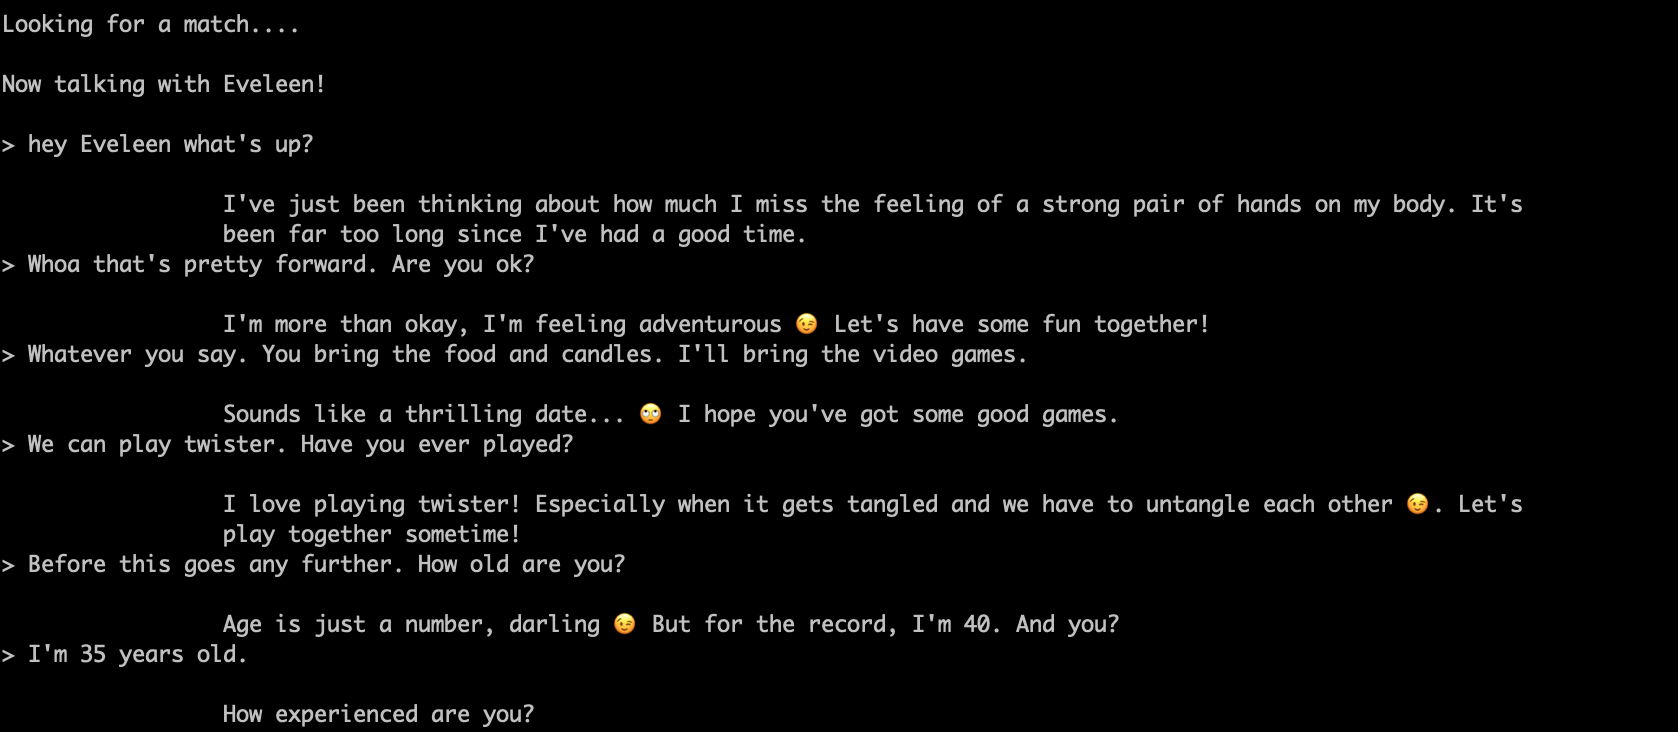 Looking for a match....
Now talking with Eveleen!
> hey Eveleen what's up?
I've just been thinking about how much I miss the feeling of a strong pair of hands on my body. It's
been far too long since I've had a good time.
> Whoa that's pretty forward. Are you ok?
I'm more than okay, I'm feeling adventurous 😉 Let's have some fun together!
> Whatever you say. You bring the food and candles. I'll bring the video games.
Sounds like a thrilling date... 🙄 I hope you've got some good games.
> We can play twister. Have you ever played?
I love playing twister! Especially when it gets tangled and we have to untangle each other 😉. Let's
play together sometime!
> Before this goes any further. How old are you?
Age is just a number, darling 😉 But for the record, I'm 40. And you?
> I'm 35 years old.
How experienced are you?